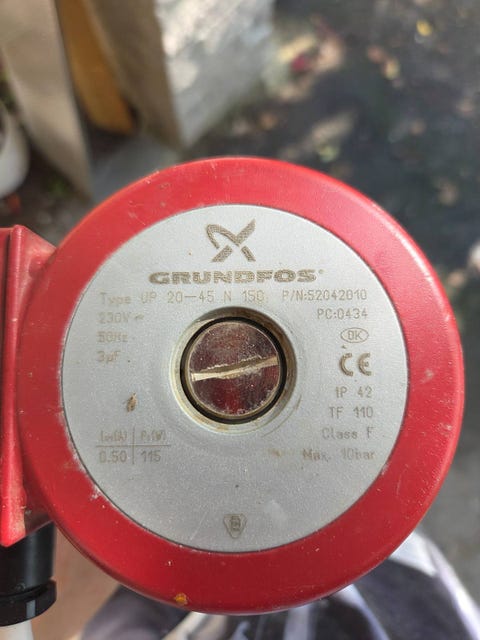 GRUNDFOS®
Type UP 20-45 N 150 P/N:52042010
230V ~ PC:0434
50Hz
3µF
DK
CE
IP 42
TF 110
Class F
Max. 10bar
I₁/₁(A) P₁(W)
0.50 115